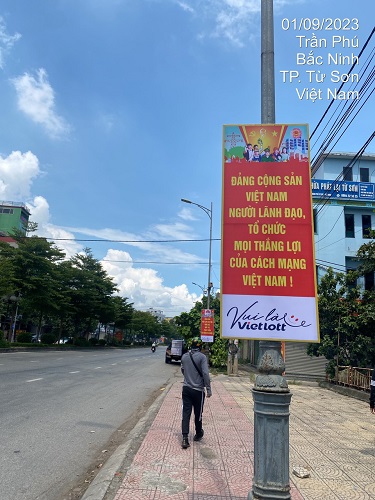 01/09/2023
Trần Phú
Bắc Ninh
TP. Từ Sơn
Việt Nam
ĐẢNG CỘNG SẢN
VIỆT NAM
NGƯỜI LÃNH ĐẠO,
TỔ CHỨC
MỌI THẮNG LỢI
CỦA CÁCH MẠNG
VIỆT NAM !
Vui là
Vietlott